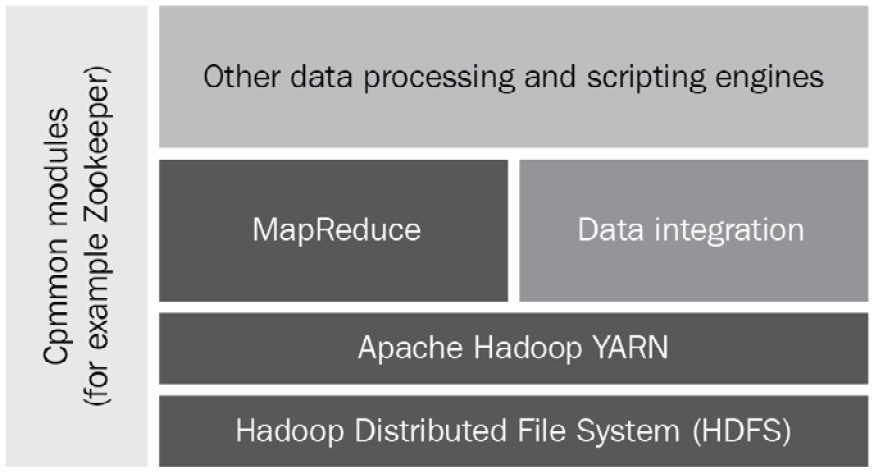 Cpmmon modules
(for example Zookeeper)
Other data processing and scripting engines
MapReduce
Data integration
Apache Hadoop YARN
Hadoop Distributed File System (HDFS)